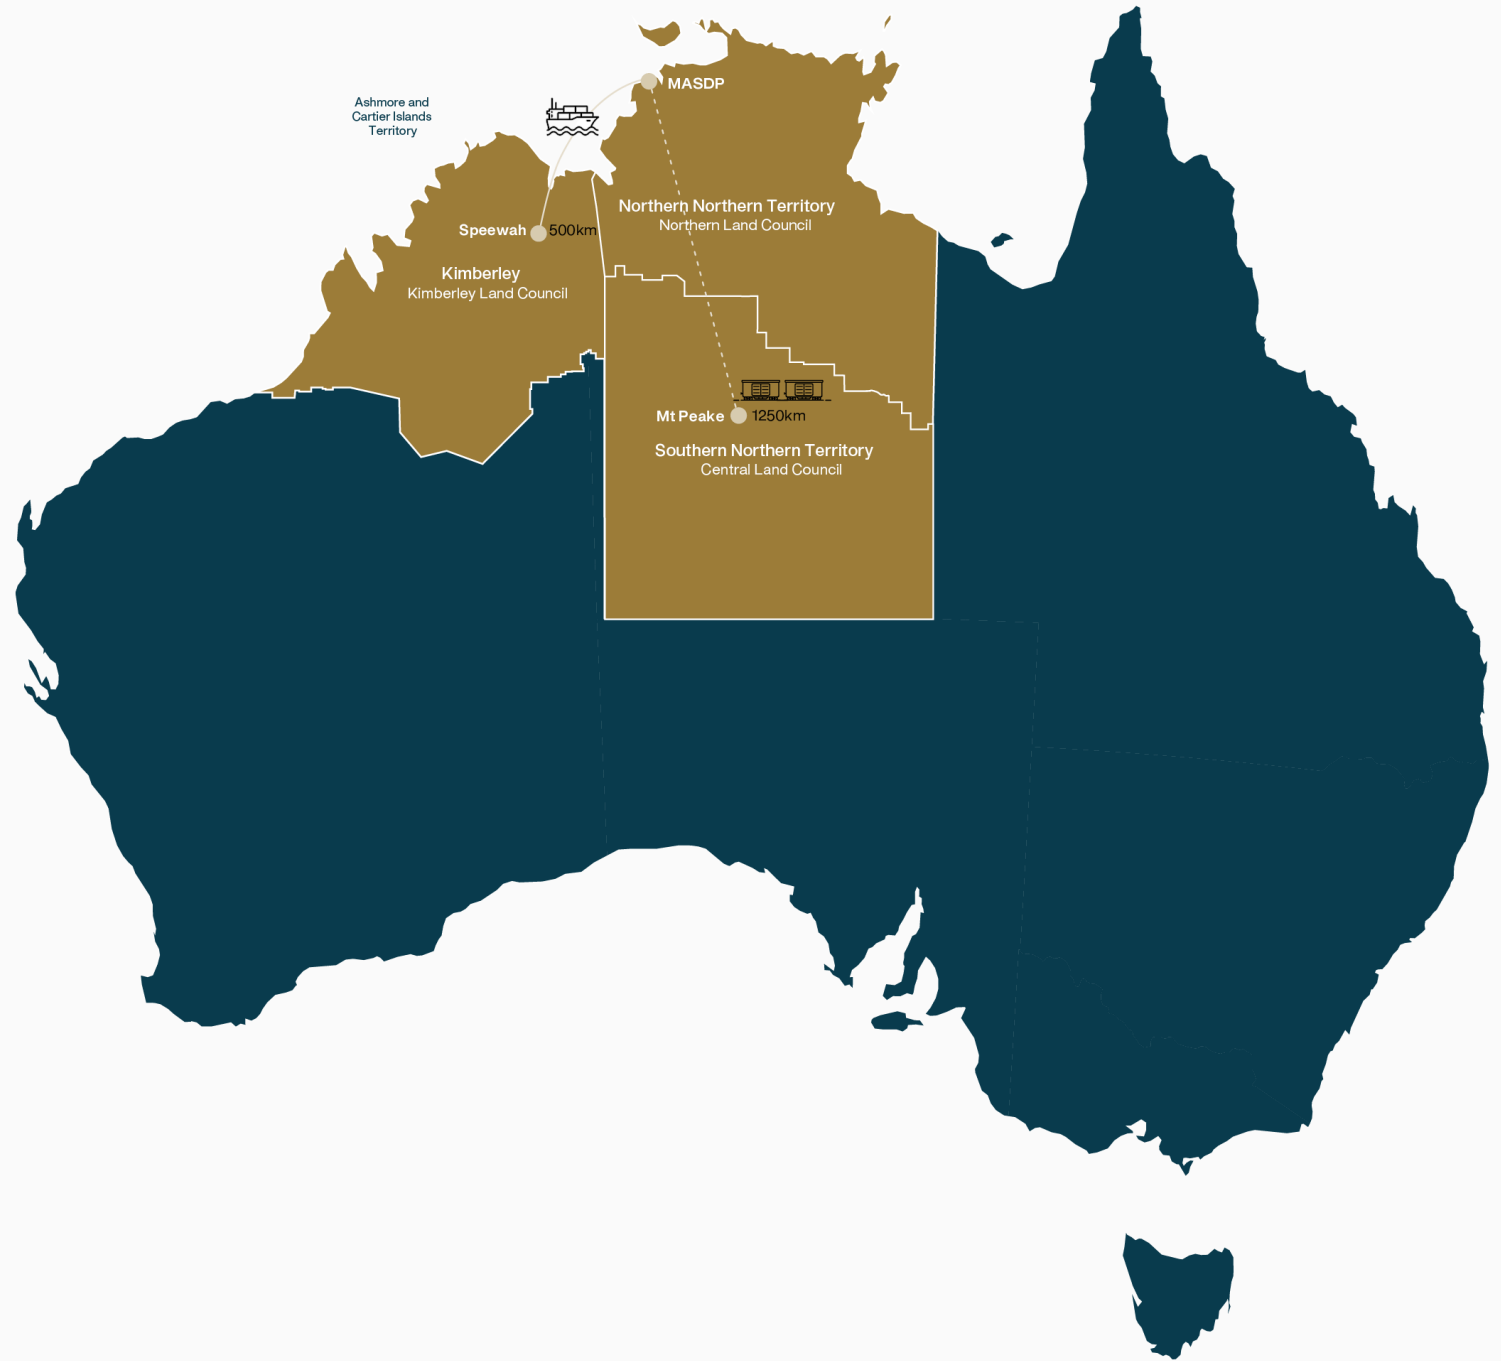 MASDP
Ashmore and
Cartier Islands
Territory
Northern Northern Territory
Northern Land Council
Speewah
500km
Kimberley
Kimberley Land Council
Mt Peake
1250km
Southern Northern Territory
Central Land Council